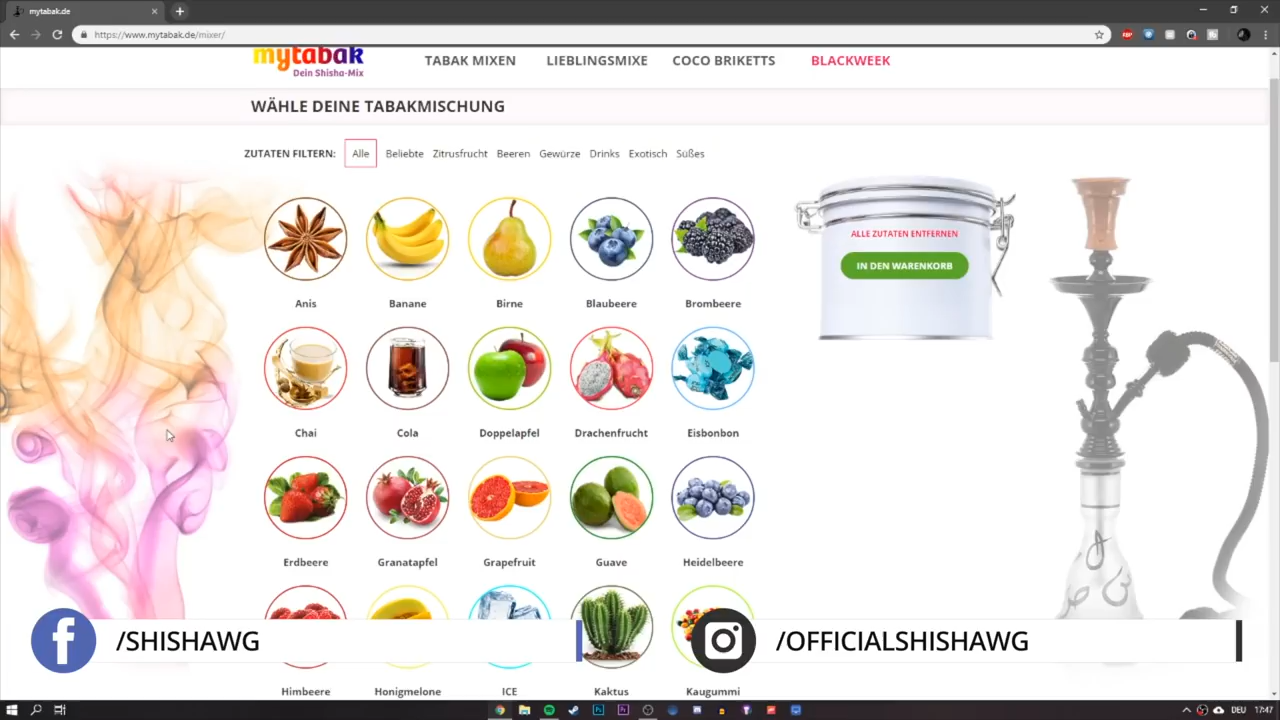 mytabak.de
https://www.mytabak.de/mixer/
ABP
mytabak
Dein Shisha-Mix
TABAK MIXEN
LIEBLINGSMIXE
COCO BRIKETTS
BLACKWEEK
WÄHLE DEINE TABAKMISCHUNG
ZUTATEN FILTERN:
Alle
Beliebte
Zitrusfrucht
Beeren
Gewürze
Drinks
Exotisch
Süßes
ALLE ZUTATEN ENTFERNEN
IN DEN WARENKORB
Anis
Banane
Birne
Blaubeere
Brombeere
Chai
Cola
Doppelapfel
Drachenfrucht
Eisbonbon
Erdbeere
Granatapfel
Grapefruit
Guave
Heidelbeere
/SHISHAWG
/OFFICIALSHISHAWG
Himbeere
Honigmelone
ICE
Kaktus
Kaugummi
DEU
17:47